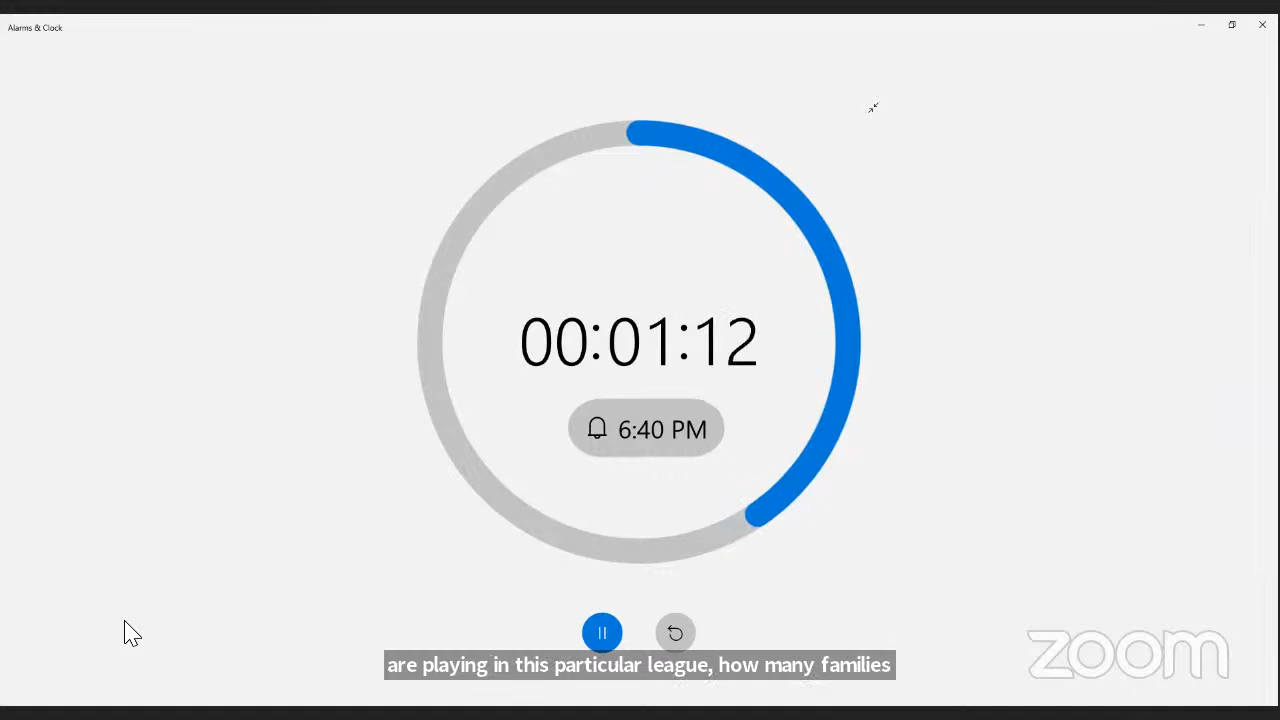 Alarms & Clock
00:01:12
6:40 PM
are playing in this particular league, how many families
zoom